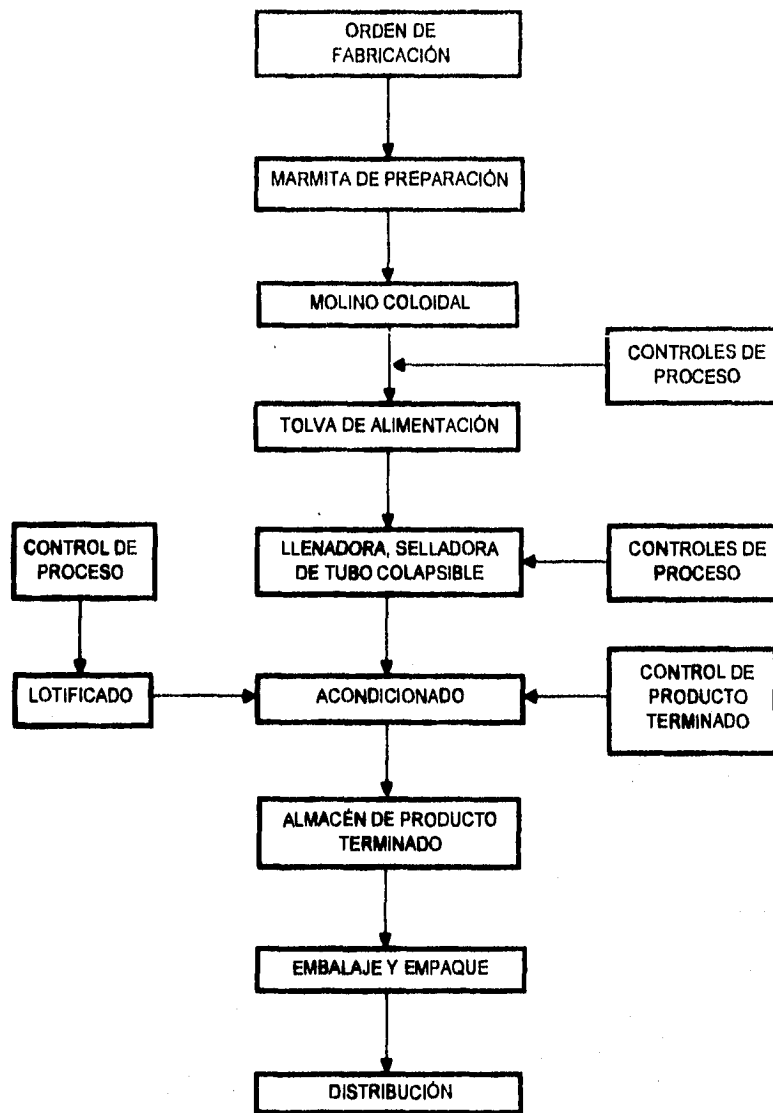 ORDEN DE
FABRICACIÓN
MARMITA DE PREPARACIÓN
MOLINO COLOIDAL
CONTROLES DE
PROCESO
TOLVA DE ALIMENTACIÓN
CONTROL DE
PROCESO
LLENADORA, SELLADORA
DE TUBO COLAPSIBLE
CONTROLES DE
PROCESO
LOTIFICADO
ACONDICIONADO
CONTROL DE
PRODUCTO
TERMINADO
ALMACÉN DE PRODUCTO
TERMINADO
EMBALAJE Y EMPAQUE
DISTRIBUCIÓN